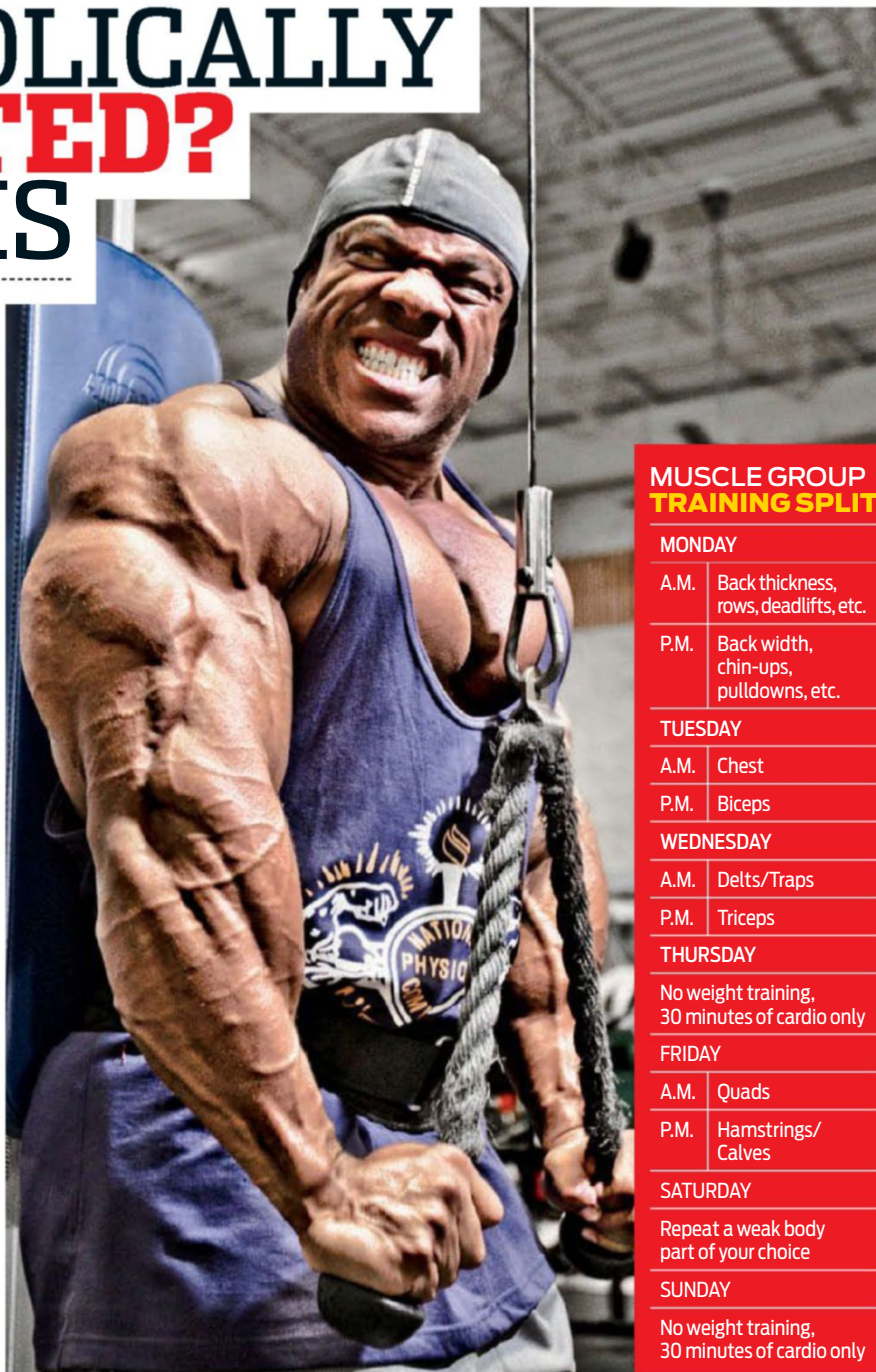 OLICALLY
TED?
IS
MUSCLE GROUP
TRAINING SPLIT
MONDAY
A.M. Back thickness,
rows, deadlifts, etc.
P.M. Back width,
chin-ups,
pulldowns, etc.
TUESDAY
A.M. Chest
P.M. Biceps
WEDNESDAY
A.M. Delts/Traps
P.M. Triceps
THURSDAY
No weight training,
30 minutes of cardio only
FRIDAY
A.M. Quads
P.M. Hamstrings/
Calves
SATURDAY
Repeat a weak body
part of your choice
SUNDAY
No weight training,
30 minutes of cardio only
NATION
PHYSIQ
COM